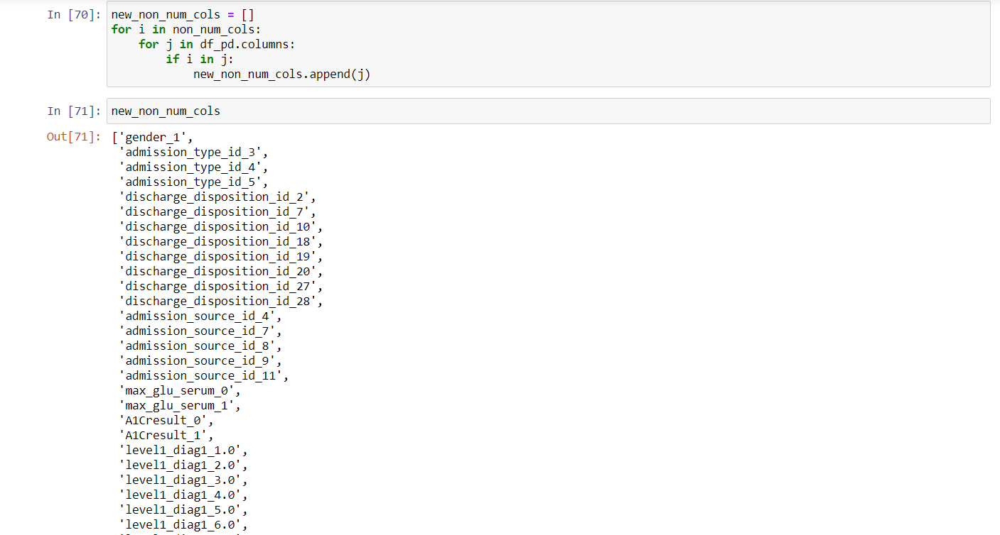 In [70]: new_non_num_cols = []
for i in non_num_cols:
    for j in df_pd.columns:
        if i in j:
            new_non_num_cols.append(j)
In [71]: new_non_num_cols
Out[71]: ['gender_1',
 'admission_type_id_3',
 'admission_type_id_4',
 'admission_type_id_5',
 'discharge_disposition_id_2',
 'discharge_disposition_id_7',
 'discharge_disposition_id_10',
 'discharge_disposition_id_18',
 'discharge_disposition_id_19',
 'discharge_disposition_id_20',
 'discharge_disposition_id_27',
 'discharge_disposition_id_28',
 'admission_source_id_4',
 'admission_source_id_7',
 'admission_source_id_8',
 'admission_source_id_9',
 'admission_source_id_11',
 'max_glu_serum_0',
 'max_glu_serum_1',
 'A1Cresult_0',
 'A1Cresult_1',
 'level1_diag1_1.0',
 'level1_diag1_2.0',
 'level1_diag1_3.0',
 'level1_diag1_4.0',
 'level1_diag1_5.0',
 'level1_diag1_6.0',